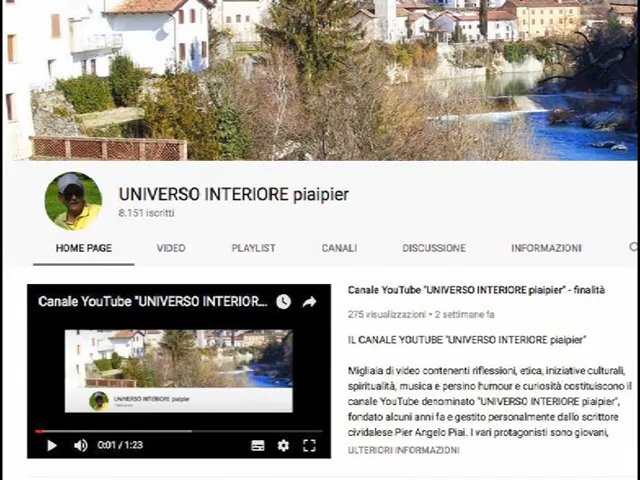 UNIVERSO INTERIORE piaipier
8.151 iscritti
HOME PAGE VIDEO PLAYLIST CANALI DISCUSSIONE INFORMAZIONI
Canale YouTube "UNIVERSO INTERIOR...
UNIVERSO INTERIORE piaipier
0:01 / 1:23
Canale YouTube "UNIVERSO INTERIORE piaipier" - finalità
275 visualizzazioni • 2 settimane fa
IL CANALE YOUTUBE "UNIVERSO INTERIORE piaipier"
Migliaia di video contenenti riflessioni, etica, iniziative culturali,
spiritualità, musica e persino humour e curiosità costituiscono il
canale YouTube denominato "UNIVERSO INTERIORE piaipier",
fondato alcuni anni fa e gestito personalmente dallo scrittore
cividalese Pier Angelo Piai. I vari protagonisti sono giovani,
ULTERIORI INFORMAZIONI